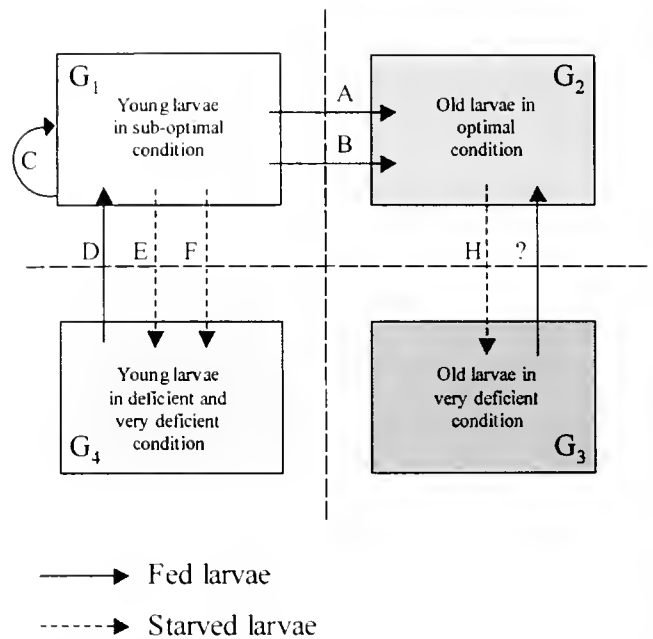 G1
Young larvae
in sub-optimal
condition
A
B
C
G2
Old larvae in
optimal
condition
D
E
F
H
?
Young larvae
in deficient and
very deficient
condition
G4
Old larvae in
very deficient
condition
G3
Fed larvae
Starved larvae